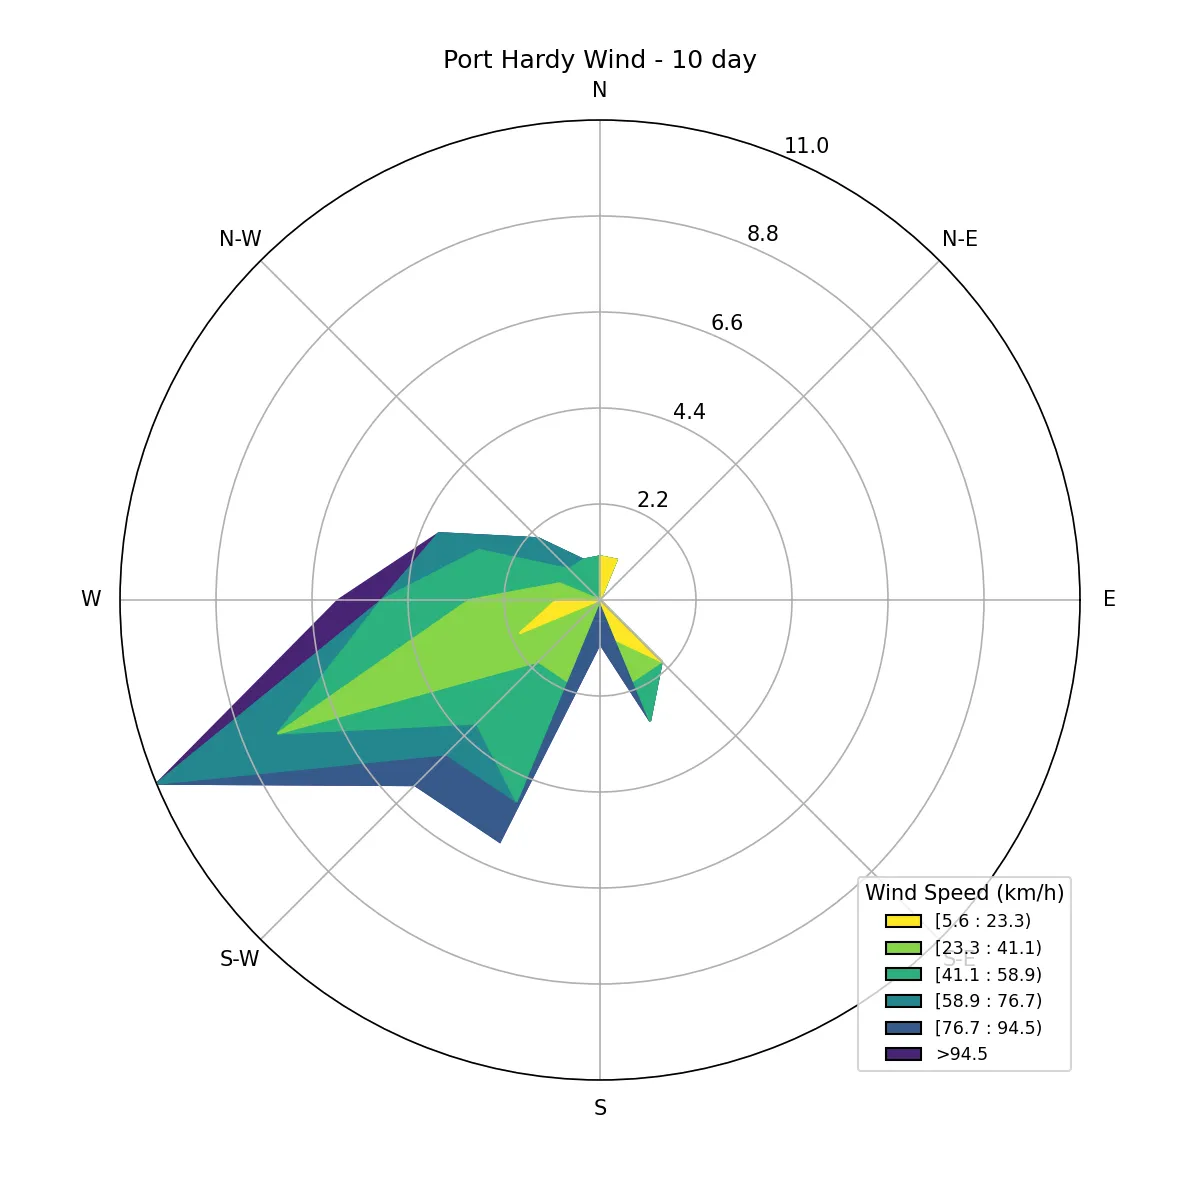 Port Hardy Wind - 10 day
N
11.0
N-W
N-E
8.8
6.6
4.4
2.2
W
E
S-W
S-E
S
Wind Speed (km/h)
[5.6 : 23.3)
[23.3 : 41.1)
[41.1 : 58.9)
[58.9 : 76.7)
[76.7 : 94.5)
>94.5